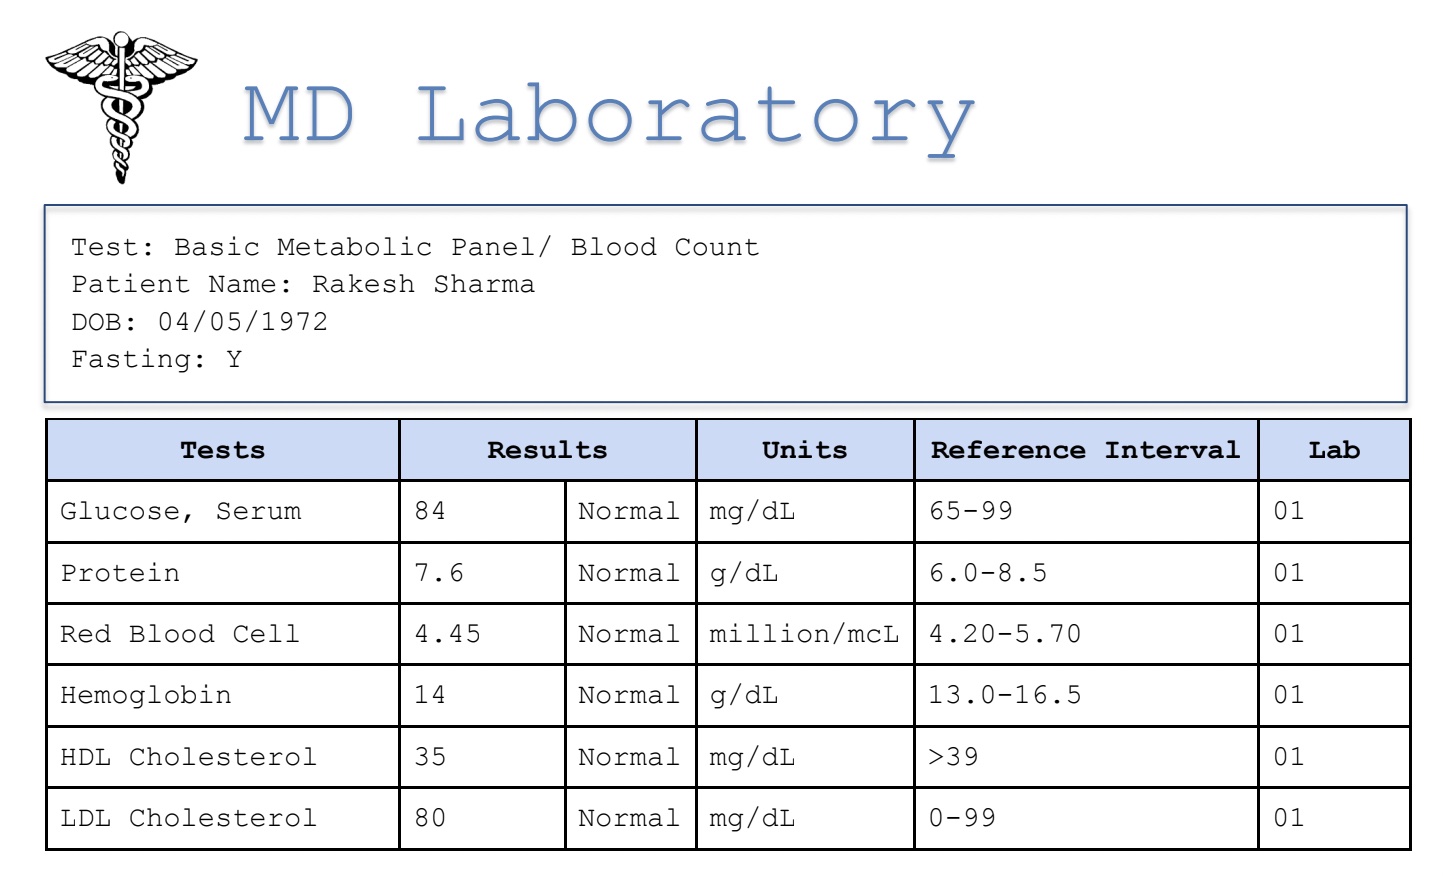 MD Laboratory
Test: Basic Metabolic Panel/ Blood Count
Patient Name: Rakesh Sharma
DOB: 04/05/1972
Fasting: Y
Tests Results Units Reference Interval Lab
Glucose, Serum 84 Normal mg/dL 65-99 01
Protein 7.6 Normal g/dL 6.0-8.5 01
Red Blood Cell 4.45 Normal million/mcL 4.20-5.70 01
Hemoglobin 14 Normal g/dL 13.0-16.5 01
HDL Cholesterol 35 Normal mg/dL >39 01
LDL Cholesterol 80 Normal mg/dL 0-99 01